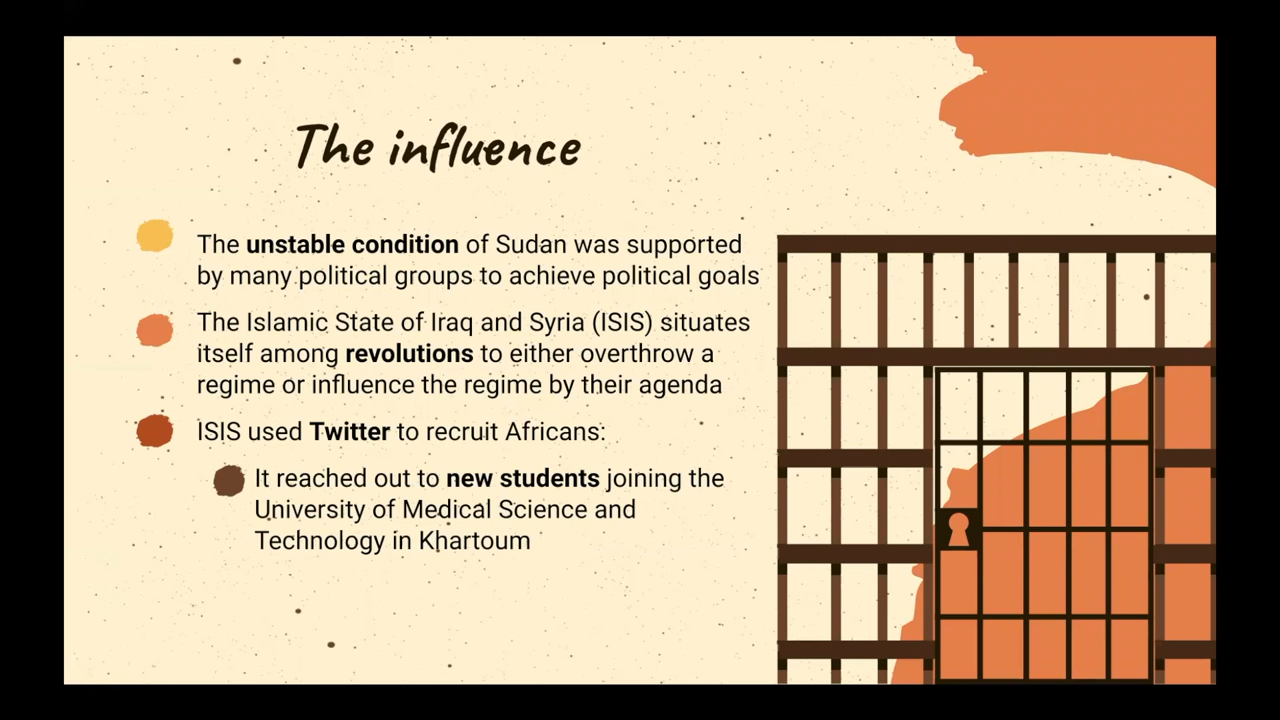 The influence
The unstable condition of Sudan was supported
by many political groups to achieve political goals
The Islamic State of Iraq and Syria (ISIS) situates
itself among revolutions to either overthrow a
regime or influence the regime by their agenda
ISIS used Twitter to recruit Africans:
It reached out to new students joining the
University of Medical Science and
Technology in Khartoum